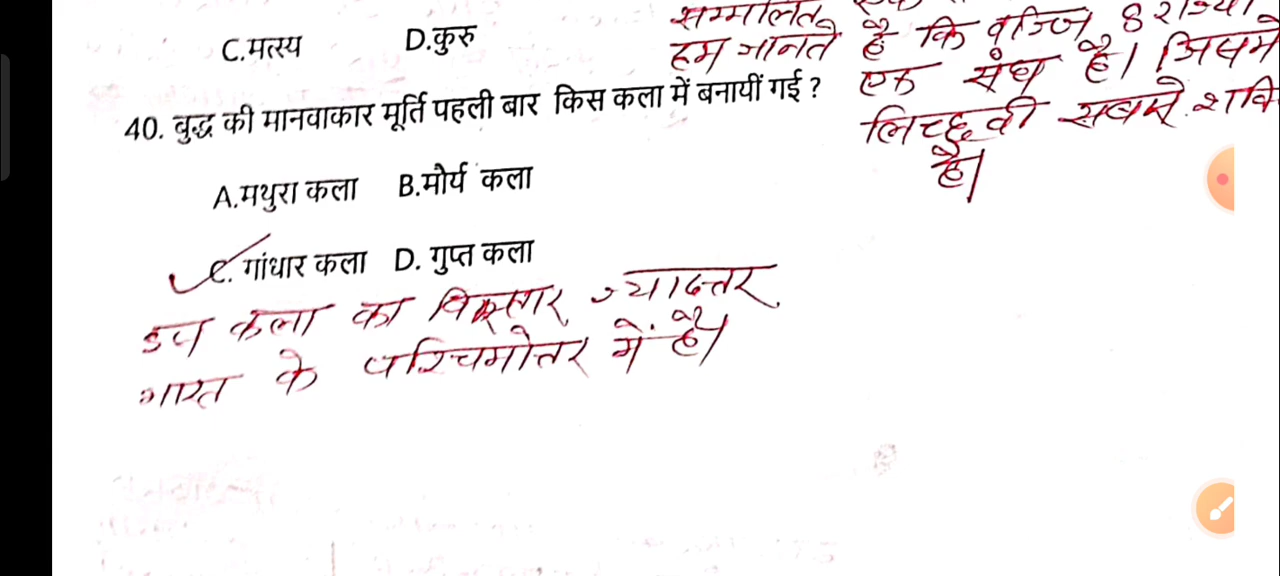 C.मत्स्य D.कुरु
सम्मलित
हम जानते है कि वज्जि 8 राज्यो
एक संघ है। जिसमे
लिच्छवी सबसे शक्ति
है।
40. बुद्ध की मानवाकार मूर्ति पहली बार किस कला में बनायीं गई ?
A.मथुरा कला B.मोर्य कला
C. गांधार कला D. गुप्त कला
इस कला का विस्तार ज्यादातर
भारत के पश्चिमोत्तर में है।